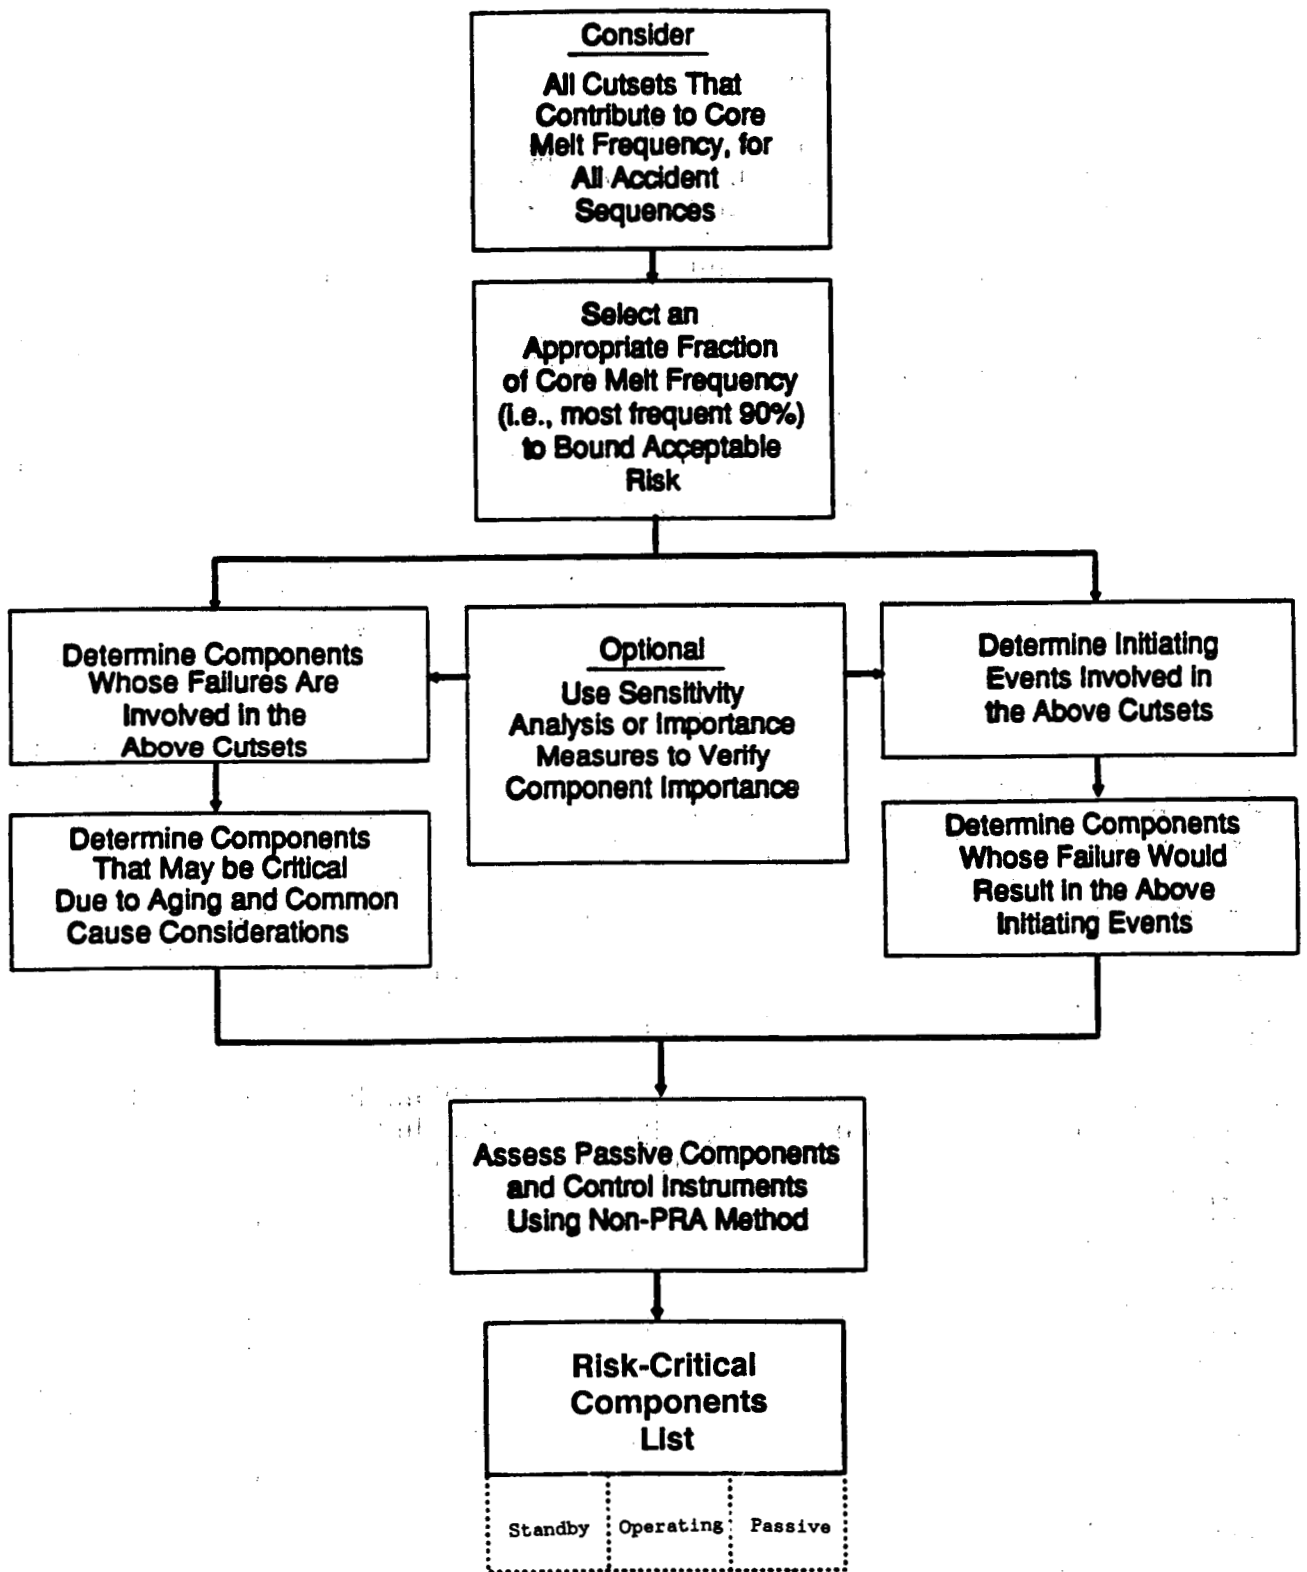 Consider
All Cutsets That
Contribute to Core
Melt Frequency, for
All Accident
Sequences
Select an
Appropriate Fraction
of Core Melt Frequency
(i.e., most frequent 90%)
to Bound Acceptable
Risk
Determine Components
Whose Failures Are
Involved in the
Above Cutsets
Optional
Use Sensitivity
Analysis or Importance
Measures to Verify
Component Importance
Determine Initiating
Events Involved in
the Above Cutsets
Determine Components
That May be Critical
Due to Aging and Common
Cause Considerations
Determine Components
Whose Failure Would
Result in the Above
Initiating Events
Assess Passive Components
and Control Instruments
Using Non-PRA Method
Risk-Critical
Components
List
Standby
Operating
Passive